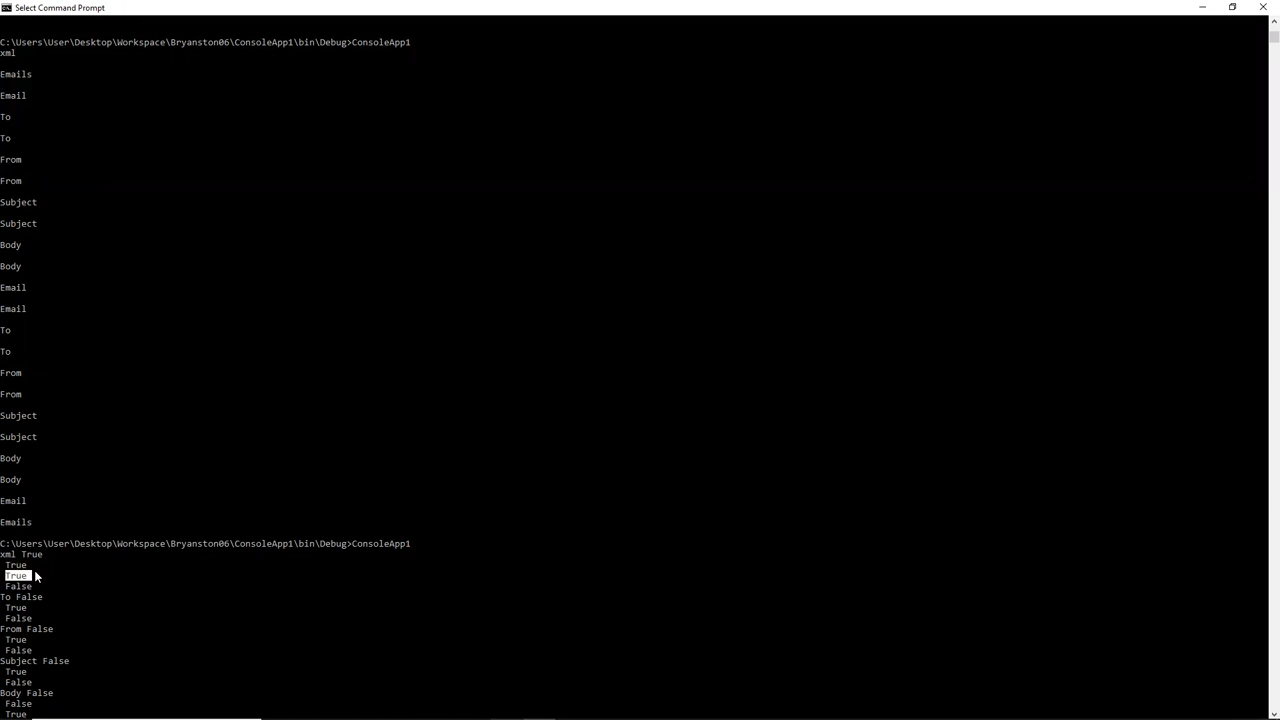 Select Command Prompt
C:\Users\User\Desktop\Workspace\Bryanston06\ConsoleApp1\bin\Debug>ConsoleApp1
xml
Emails
Email
To
To
From
From
Subject
Subject
Body
Body
Email
Email
To
To
From
From
Subject
Subject
Body
Body
Email
Emails
C:\Users\User\Desktop\Workspace\Bryanston06\ConsoleApp1\bin\Debug>ConsoleApp1
xml True
True
True
False
To False
True
False
From False
True
False
Subject False
True
False
Body False
False
True